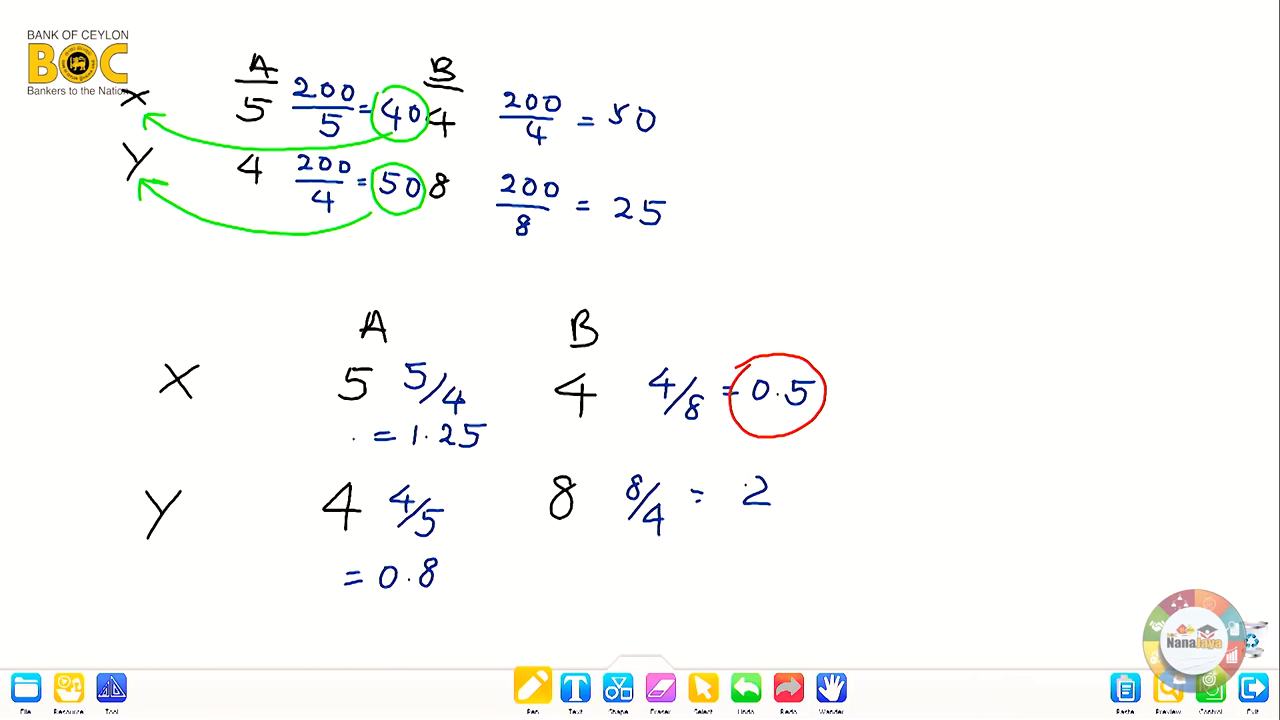 BANK OF CEYLON
BOC
Bankers to the Nation
A B
X 5 200/5 = 40 4 200/4 = 50
Y 4 200/4 = 50 8 200/8 = 25
A B
X 5 5/4 4 4/8 = 0.5
= 1.25
Y 4 4/5 8 8/4 = 2
= 0.8
NanaJaya
File Resource Tool Pen Text Shape Eraser Select Undo Redo Wander Paste Preview Control Exit